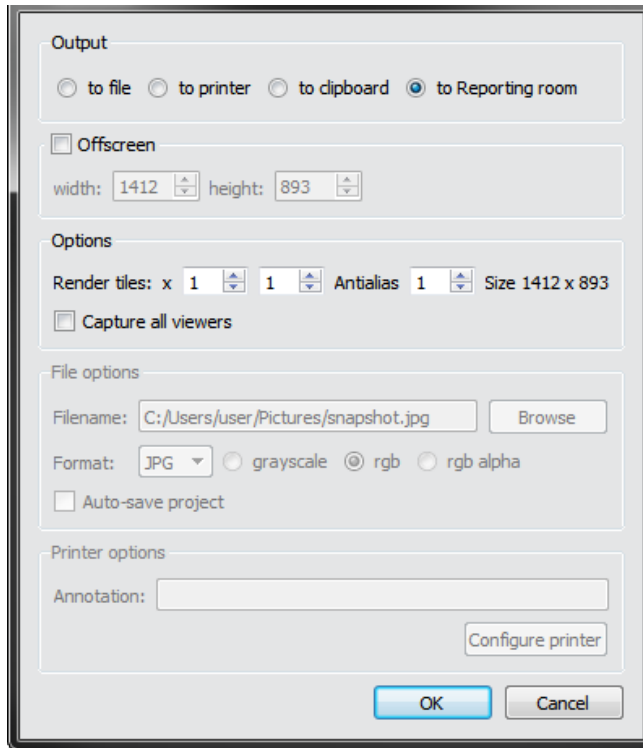 Output
to file to printer to clipboard to Reporting room
Offscreen
width: 1412 height: 893
Options
Render tiles: x 1 1 Antialias 1 Size 1412 x 893
Capture all viewers
File options
Filename: C:/Users/user/Pictures/snapshot.jpg Browse
Format: JPG grayscale rgb rgb alpha
Auto-save project
Printer options
Annotation:
Configure printer
OK Cancel